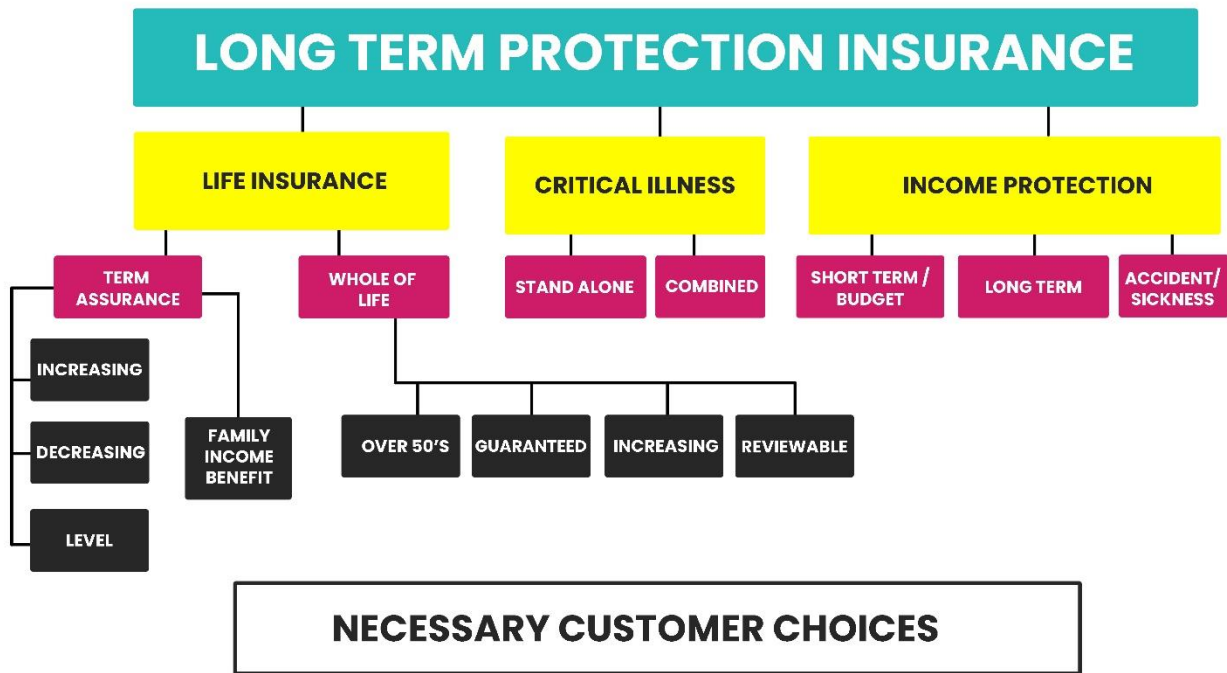 LONG TERM PROTECTION INSURANCE
LIFE INSURANCE
CRITICAL ILLNESS
INCOME PROTECTION
TERM
ASSURANCE
WHOLE OF
LIFE
STAND ALONE
COMBINED
SHORT TERM /
BUDGET
LONG TERM
ACCIDENT/
SICKNESS
INCREASING
DECREASING
LEVEL
FAMILY
INCOME
BENEFIT
OVER 50'S
GUARANTEED
INCREASING
REVIEWABLE
NECESSARY CUSTOMER CHOICES